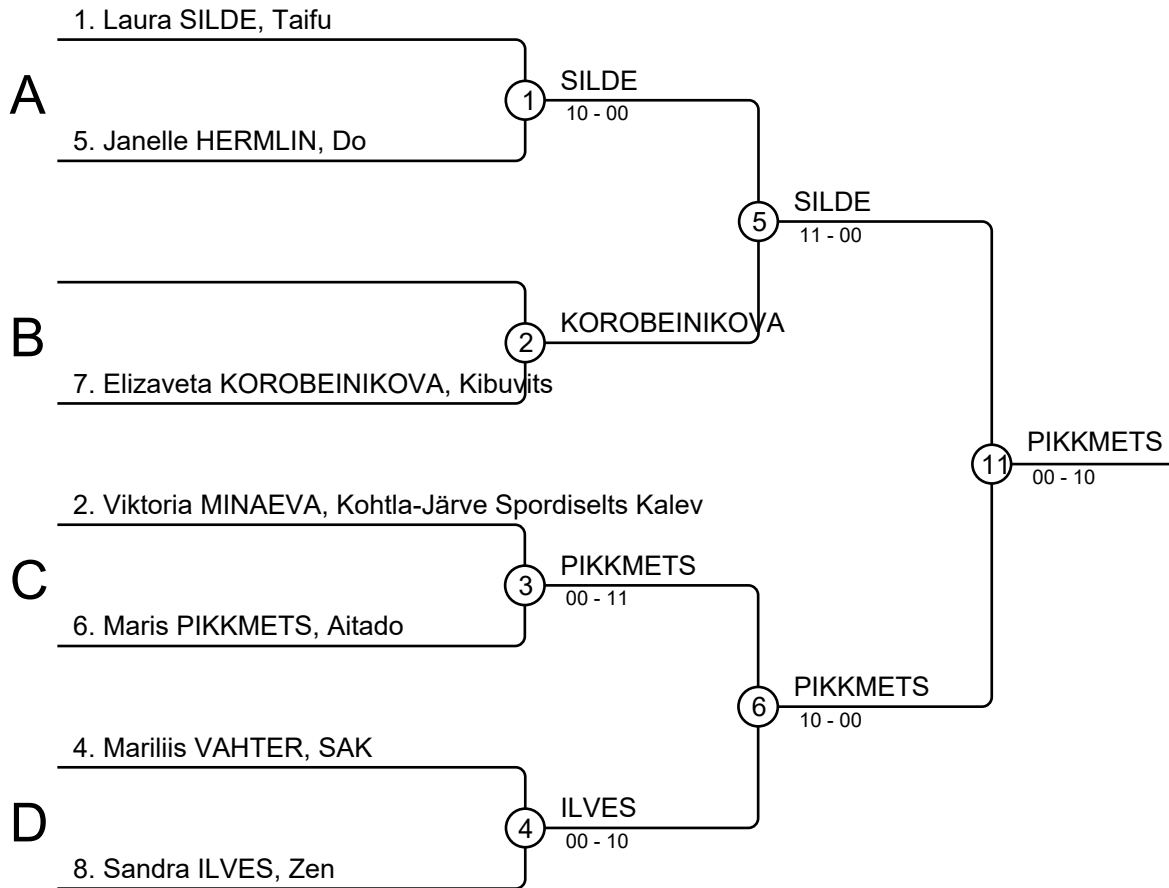 1. Laura SILDE, Taifu
A
1
SILDE
10 - 00
5. Janelle HERMLIN, Do
5
SILDE
11 - 00
B
2
KOROBEINIKOVA
7. Elizaveta KOROBEINIKOVA, Kibuvits
11
PIKKMETS
00 - 10
2. Viktoria MINAEVA, Kohtla-Järve Spordiselts Kalev
C
3
PIKKMETS
00 - 11
6. Maris PIKKMETS, Aitado
6
PIKKMETS
10 - 00
4. Mariliis VAHTER, SAK
D
4
ILVES
00 - 10
8. Sandra ILVES, Zen